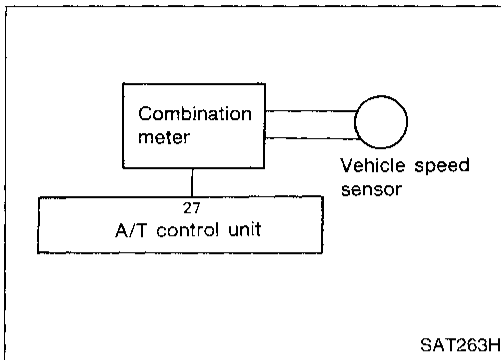 Combination
meter
Vehicle speed
sensor
27
A/T control unit
SAT263H